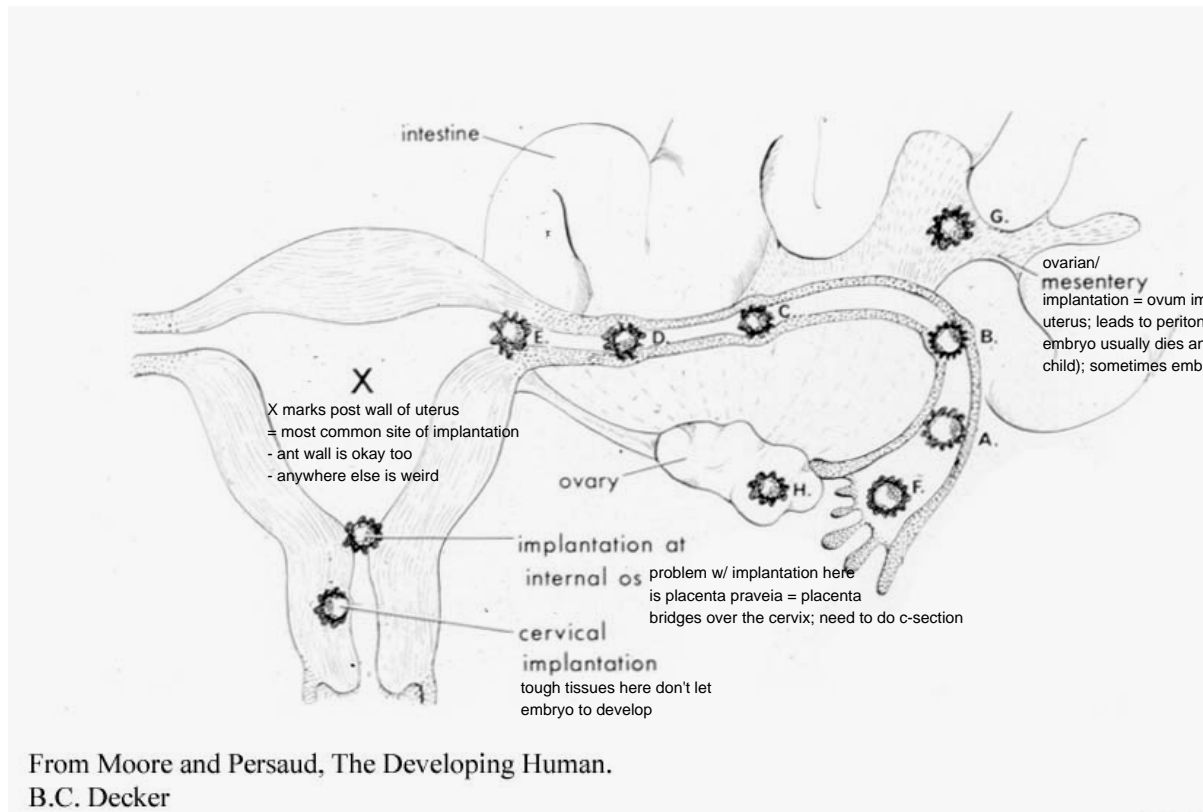 intestine
G.
ovarian/
mesentery
implantation = ovum im
uterus; leads to periton
embryo usually dies an
child); sometimes emb
C
E.
D.
B.
X
X marks post wall of uterus
= most common site of implantation
- ant wall is okay too
- anywhere else is weird
A.
ovary
H.
F.
implantation at
internal os
problem w/ implantation here
is placenta praveia = placenta
bridges over the cervix; need to do c-section
cervical
implantation
tough tissues here don't let
embryo to develop
From Moore and Persaud, The Developing Human.
B.C. Decker